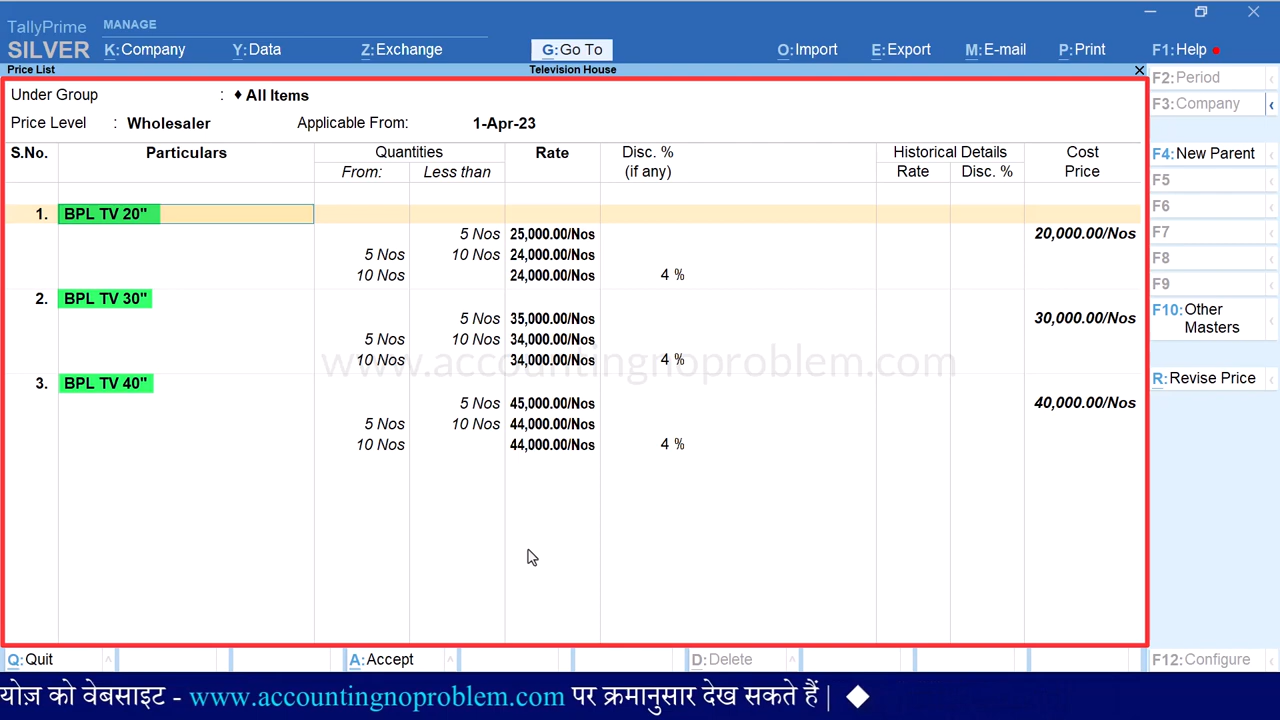 TallyPrime MANAGE
SILVER K:Company Y:Data Z:Exchange G:Go To O:Import E:Export M:E-mail P:Print F1:Help
Price List Television House
Under Group : ♦ All Items
Price Level : Wholesaler Applicable From: 1-Apr-23
S.No. Particulars Quantities Rate Disc. % Historical Details Cost
From: Less than (if any) Rate Disc. % Price
1. BPL TV 20"
5 Nos 25,000.00/Nos 20,000.00/Nos
5 Nos 10 Nos 24,000.00/Nos
10 Nos 24,000.00/Nos 4 %
2. BPL TV 30"
5 Nos 35,000.00/Nos 30,000.00/Nos
5 Nos 10 Nos 34,000.00/Nos
10 Nos 34,000.00/Nos 4 %
www.accountingnoproblem.com
3. BPL TV 40"
5 Nos 45,000.00/Nos 40,000.00/Nos
5 Nos 10 Nos 44,000.00/Nos
10 Nos 44,000.00/Nos 4 %
F2:Period
F3:Company
F4:New Parent
F5
F6
F7
F8
F9
F10:Other
Masters
R:Revise Price
Q:Quit A:Accept D:Delete F12:Configure
योज़ को वेबसाइट - www.accountingnoproblem.com पर क्रमानुसार देख सकते हैं | ◆